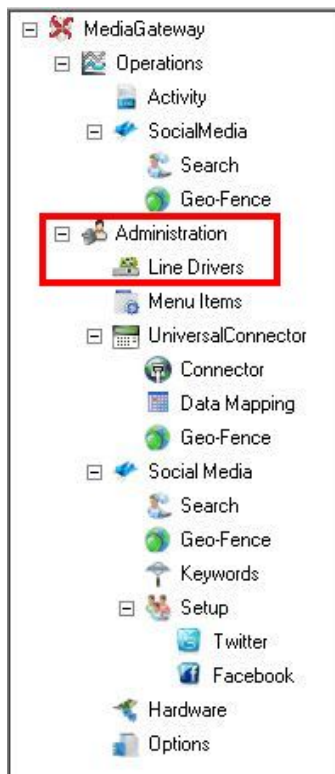 MediaGateway
Operations
Activity
SocialMedia
Search
Geo-Fence
Administration
Line Drivers
Menu Items
UniversalConnector
Connector
Data Mapping
Geo-Fence
Social Media
Search
Geo-Fence
Keywords
Setup
Twitter
Facebook
Hardware
Options